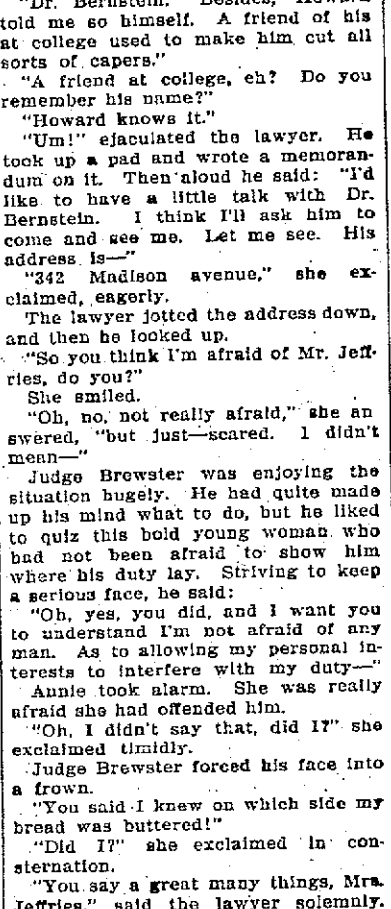 "Dr. Bernstein. Besides, Howard
told me so himself. A friend of his
at college used to make him cut all
sorts of capers."
"A friend at college, eh? Do you
remember his name?"
"Howard knows it."
"Um!" ejaculated the lawyer. He
took up a pad and wrote a memoran-
dum on it. Then aloud he said: "I'd
like to have a little talk with Dr.
Bernstein. I think I'll ask him to
come and see me. Let me see. His
address is—"
"342 Madison avenue," she ex-
claimed, eagerly.
The lawyer jotted the address down,
and then he looked up.
"So you think I'm afraid of Mr. Jeff-
ries, do you?"
She smiled.
"Oh, no, not really afraid," she an
swered, "but just—scared. I didn't
mean—"
Judge Brewster was enjoying the
situation hugely. He had quite made
up his mind what to do, but he liked
to quiz this bold young woman who
had not been afraid to show him
where his duty lay. Striving to keep
a serious face, he said:
"Oh, yes, you did, and I want you
to understand I'm not afraid of any
man. As to allowing my personal in-
terests to interfere with my duty—"
Annie took alarm. She was really
afraid she had offended him.
"Oh, I didn't say that, did I?" she
exclaimed timidly.
Judge Brewster forced his face into
a frown.
"You said I knew on which side my
bread was buttered!"
"Did I?" she exclaimed in con-
sternation.
"You say a great many things, Mrs.
Jeffries," said the lawyer solemnly.